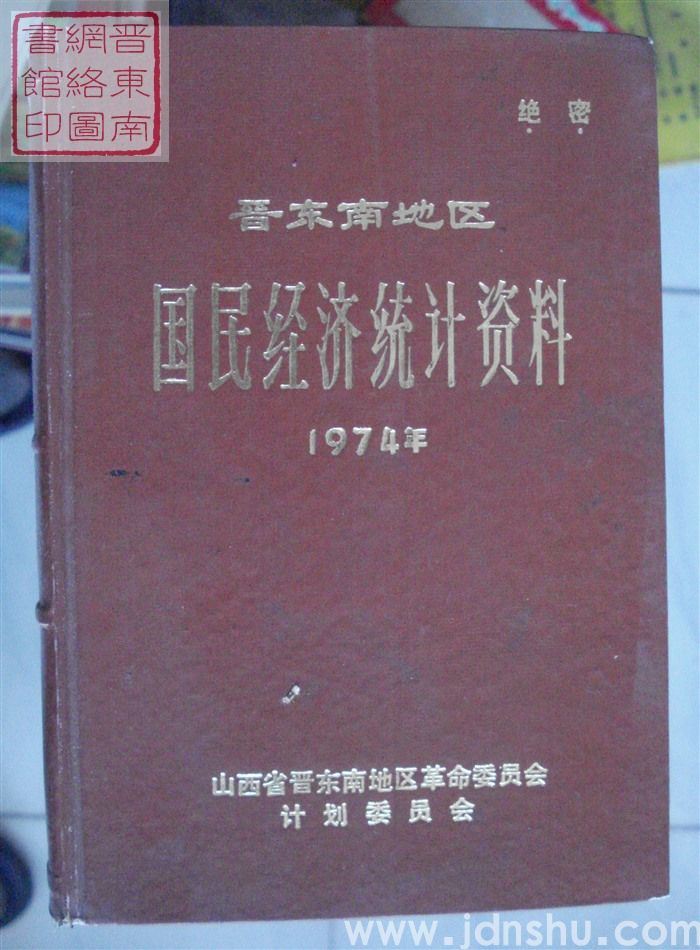 晋東南
網絡圖
書館印
绝密
晋东南地区
国民经济统计资料
1974年
山西省晋东南地区革命委员会
计划委员会
www.jdnshu.com